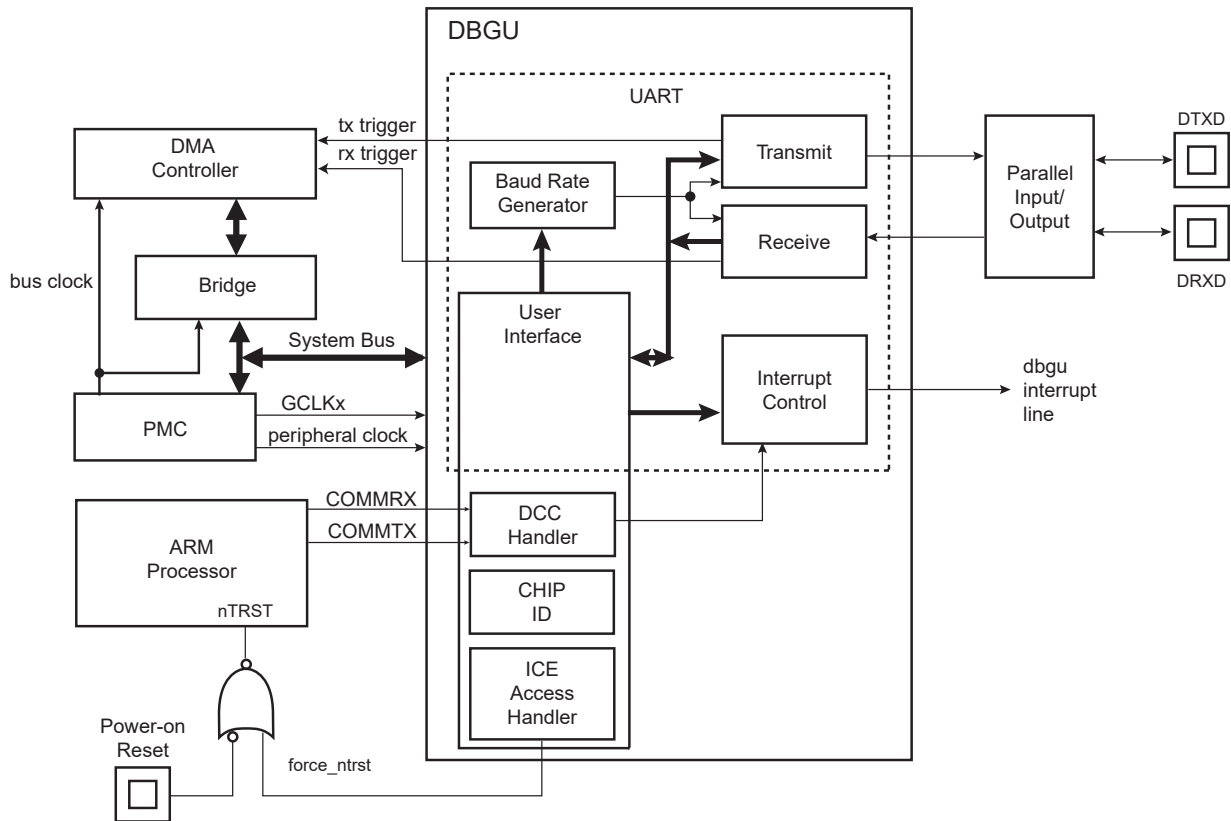 DBGU
UART
tx trigger
DMA
Controller
rx trigger
Transmit
DTXD
Baud Rate
Generator
Parallel
Input/
Output
Receive
bus clock
Bridge
DRXD
User
Interface
System Bus
Interrupt
Control
dbgu
interrupt
line
GCLKx
PMC
peripheral clock
COMMRX
DCC
Handler
COMMTX
ARM
Processor
CHIP
ID
nTRST
ICE
Access
Handler
Power-on
Reset
force_ntrst